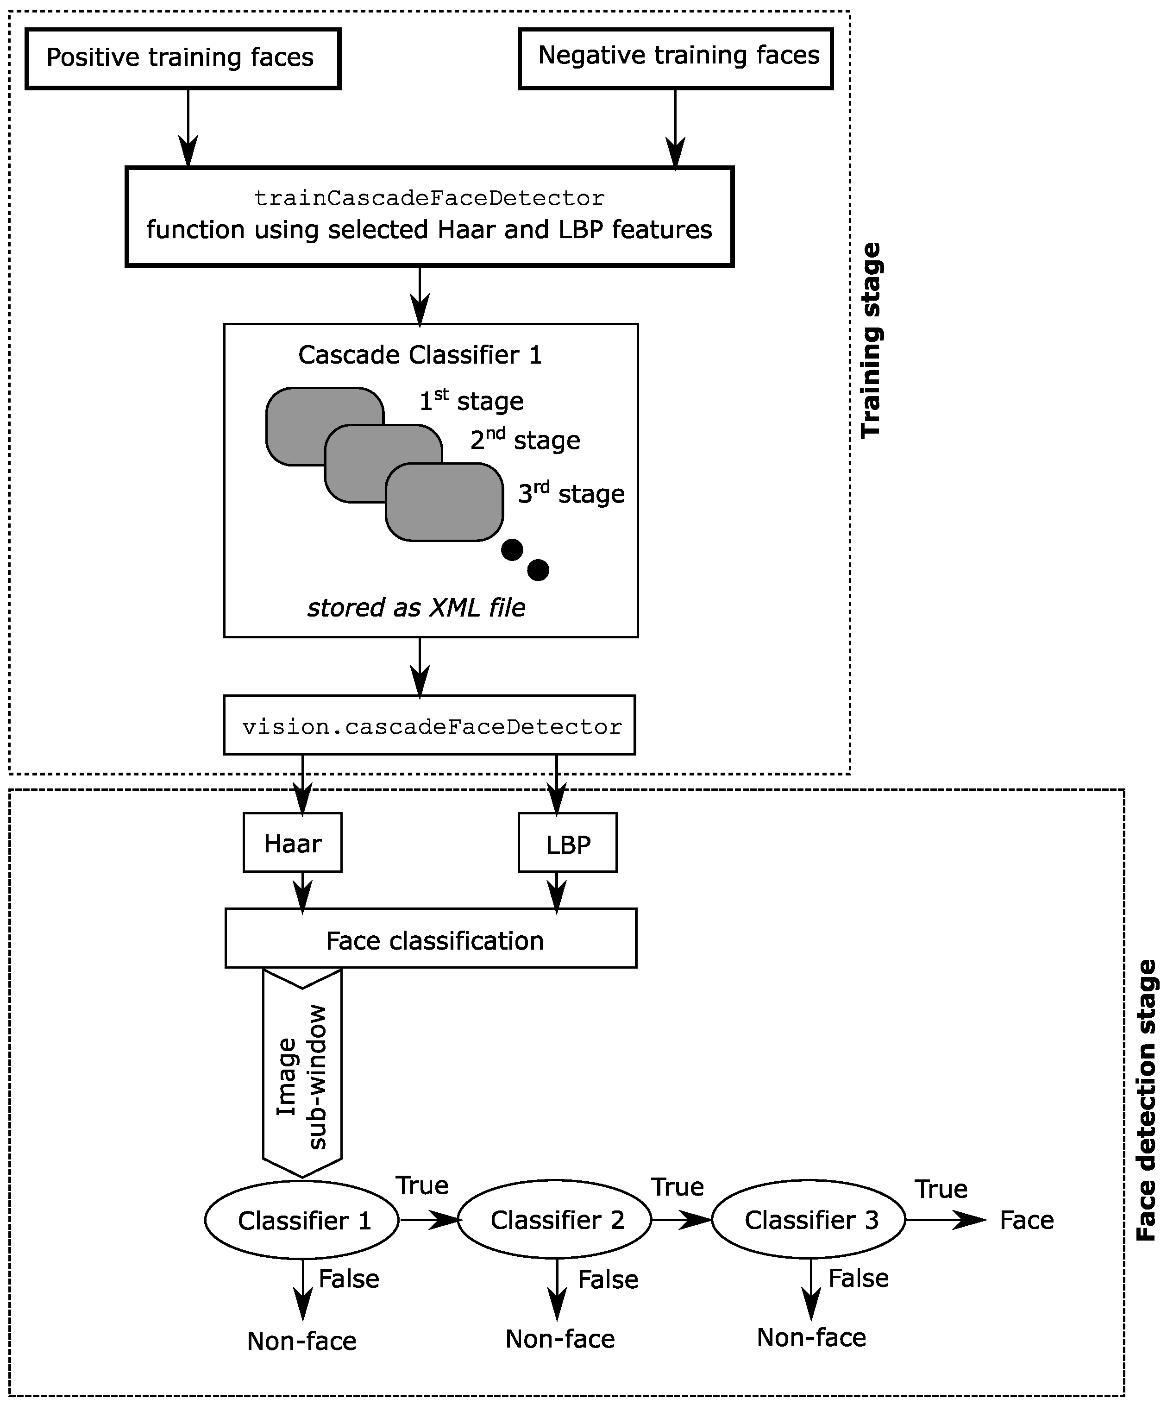 Positive training faces
Negative training faces
trainCascadeFaceDetector
function using selected Haar and LBP features
Training stage
Cascade Classifier 1
1st stage
2nd stage
3rd stage
stored as XML file
vision.cascadeFaceDetector
Haar
LBP
Face classification
Face detection stage
Image
sub-window
True
True
True
Classifier 1
Classifier 2
Classifier 3
Face
False
False
False
Non-face
Non-face
Non-face